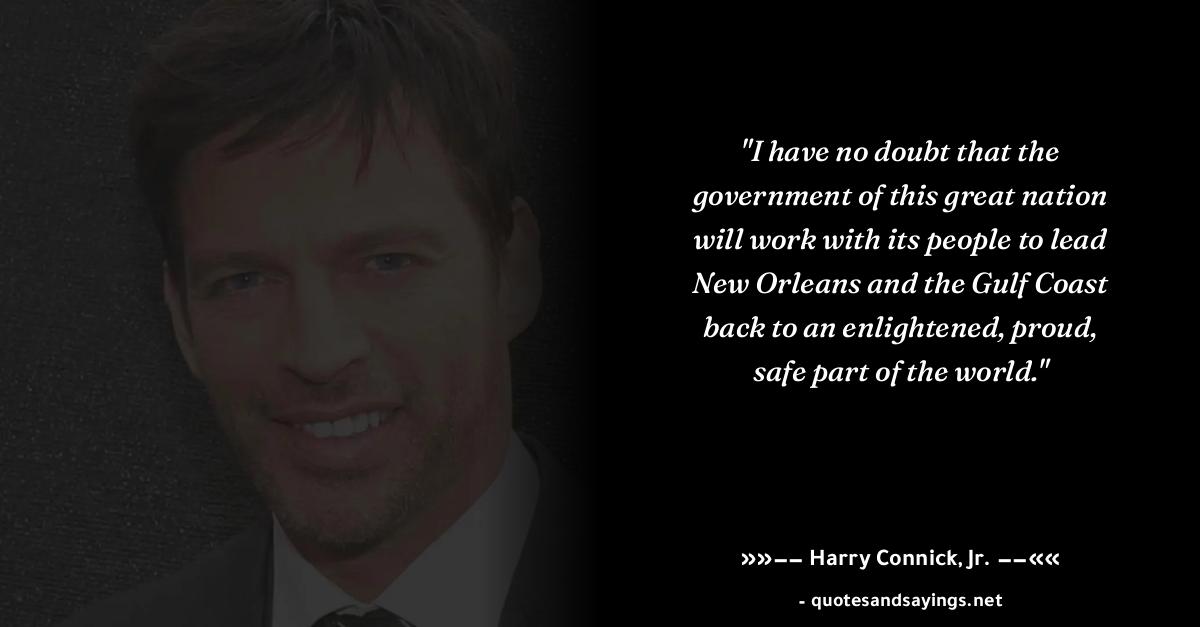 "I have no doubt that the
government of this great nation
will work with its people to lead
New Orleans and the Gulf Coast
back to an enlightened, proud,
safe part of the world."
»»-– Harry Connick, Jr. –-««
- quotesandsayings.net